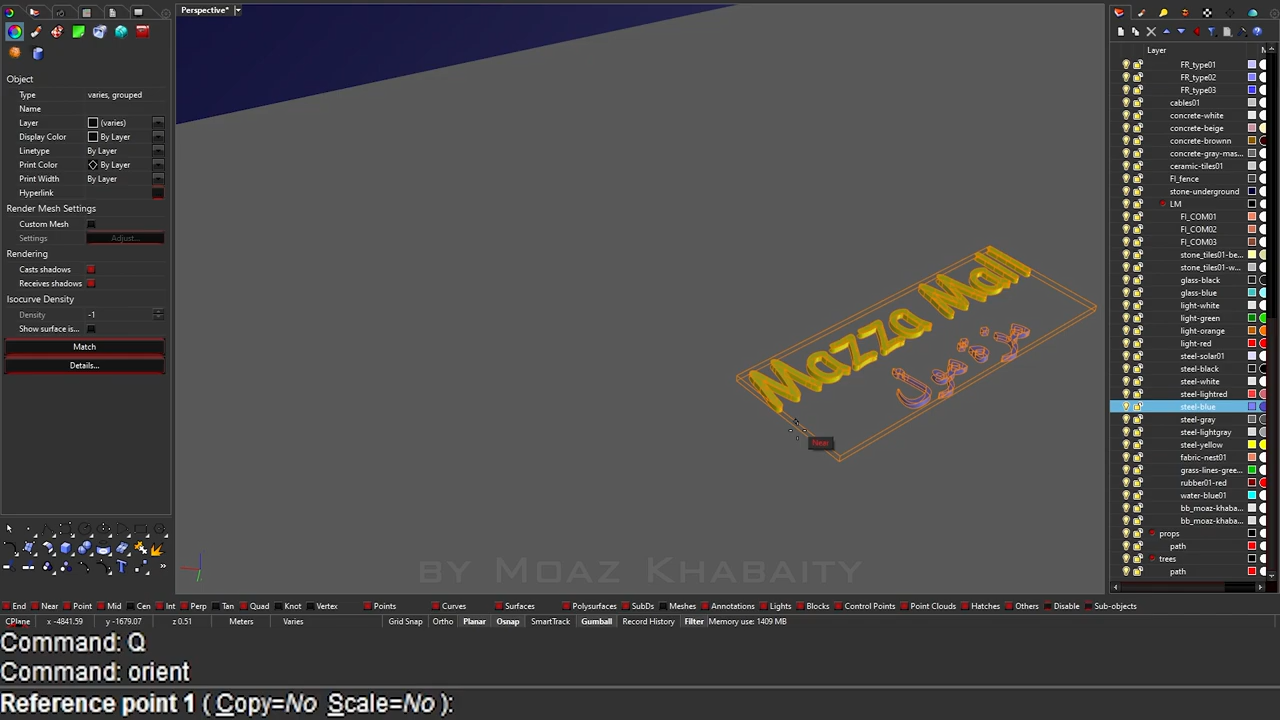 Perspective*
Object
Type varies, grouped
Name
Layer (varies)
Display Color By Layer
Linetype By Layer
Print Color By Layer
Print Width By Layer
Hyperlink
Render Mesh Settings
Custom Mesh
Settings Adjust...
Rendering
Casts shadows
Receives shadows
Isocurve Density
Density -1
Show surface is...
Match
Details...
Mazza Mall
Near
BY MOAZ KHABAITY
Layer M
FR_type01
FR_type02
FR_type03
cables01
concrete-white
concrete-beige
concrete-brownn
concrete-gray-mas...
ceramic-tiles01
FI_fence
stone-underground
LM
FI_COM01
FI_COM02
FI_COM03
stone_tiles01-be...
stone_tiles01-w...
glass-black
glass-blue
light-white
light-green
light-orange
light-red
steel-solar01
steel-black
steel-white
steel-lightred
steel-blue
steel-gray
steel-lightgray
steel-yellow
fabric-nest01
grass-lines-gree...
rubber01-red
water-blue01
bb_moaz-khaba...
bb_moaz-khaba...
props
path
trees
path
End Near Point Mid Cen Int Perp Tan Quad Knot Vertex Points Curves Surfaces Polysurfaces SubDs Meshes Annotations Lights Blocks Control Points Point Clouds Hatches Others Disable Sub-objects
CPlane x -4841.59 y -1679.07 z 0.51 Meters Varies Grid Snap Ortho Planar Osnap SmartTrack Gumball Record History Filter Memory use: 1409 MB
Command: Q
Command: orient
Reference point 1 ( Copy=No Scale=No ):